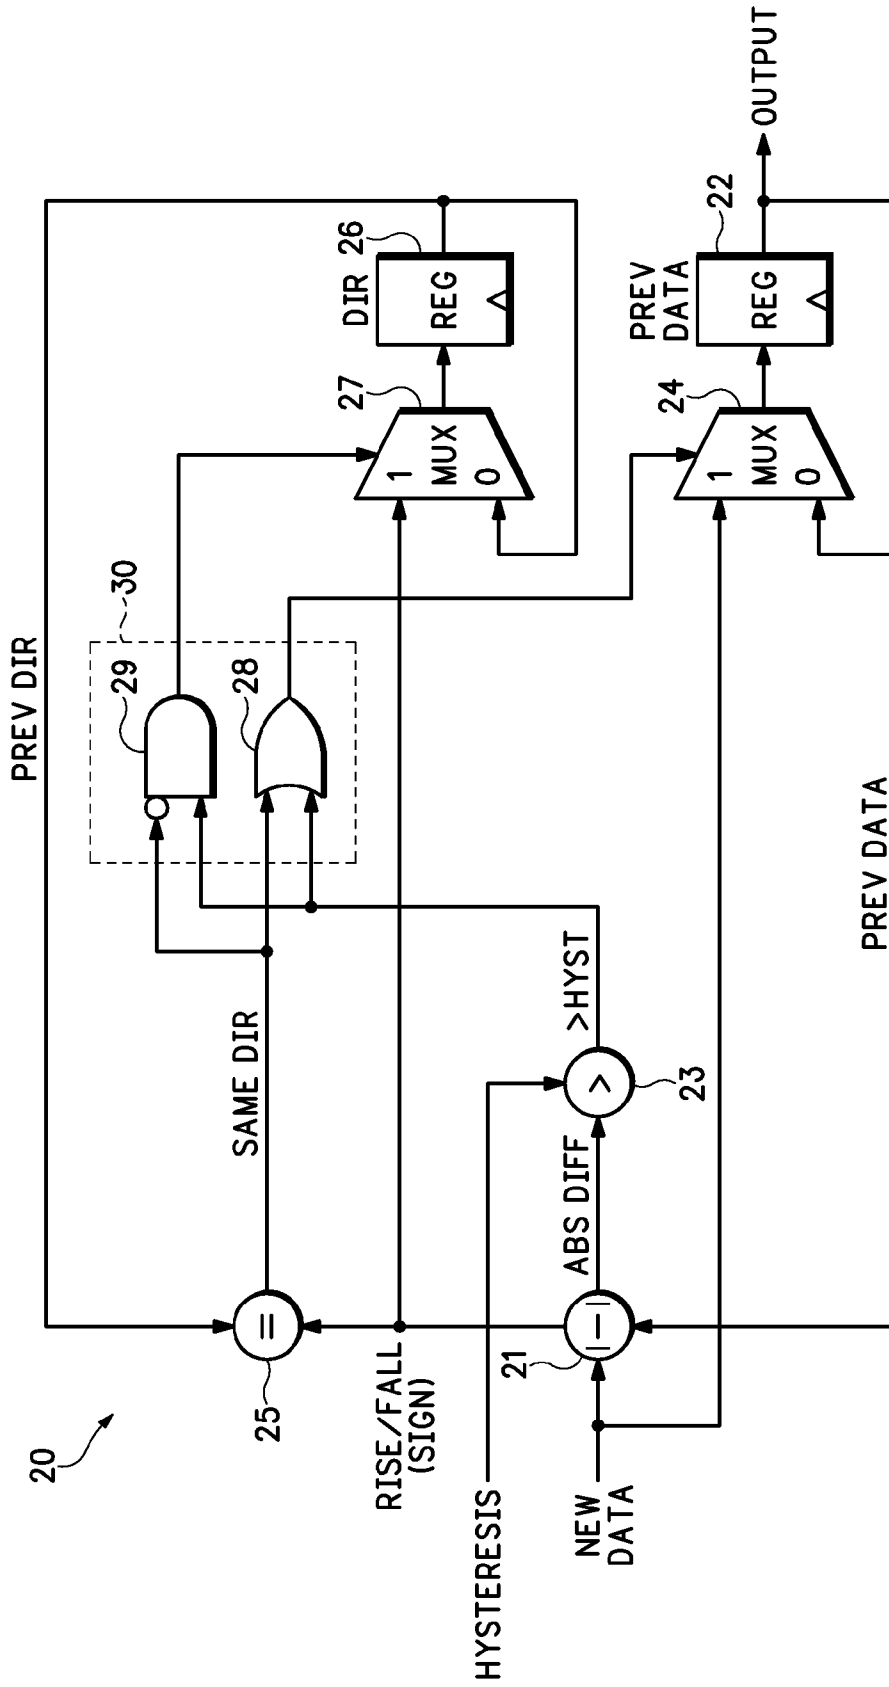 20
PREV DIR
25
SAME DIR
30
29
28
RISE/FALL
(SIGN)
27
1
MUX
0
DIR
26
REG
HYSTERESIS
NEW
DATA
21
|−|
=
ABS DIFF
>
23
>HYST
24
1
MUX
0
PREV
DATA
22
REG
OUTPUT
PREV DATA